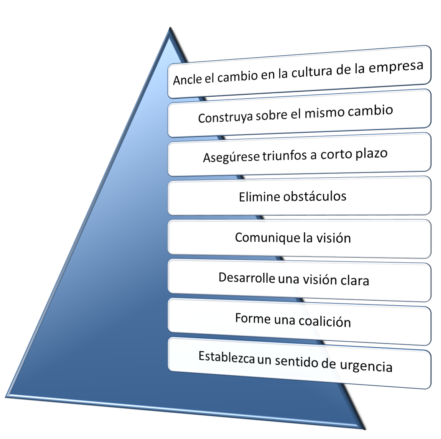 Ancle el cambio en la cultura de la empresa
Construya sobre el mismo cambio
Asegúrese triunfos a corto plazo
Elimine obstáculos
Comunique la visión
Desarrolle una visión clara
Forme una coalición
Establezca un sentido de urgencia